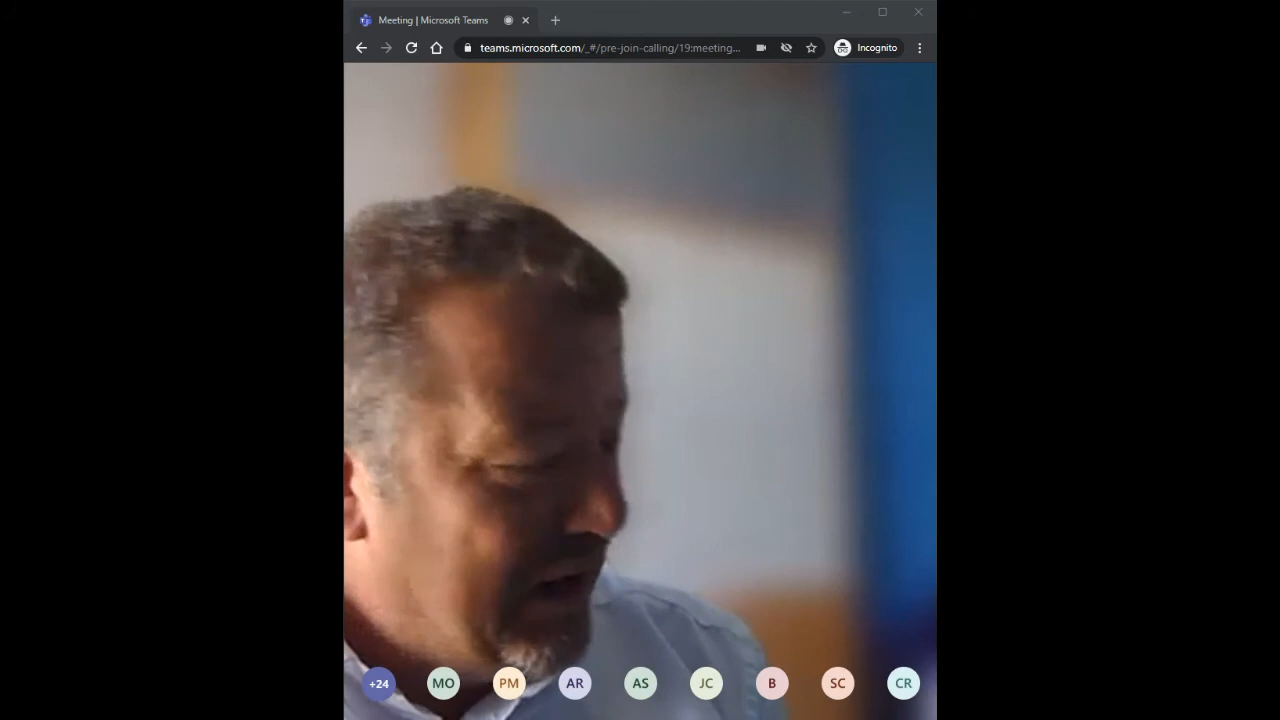 Meeting | Microsoft Teams
teams.microsoft.com/_#/pre-join-calling/19:meeting...
Incognito
+24 MO PM AR AS JC B SC CR